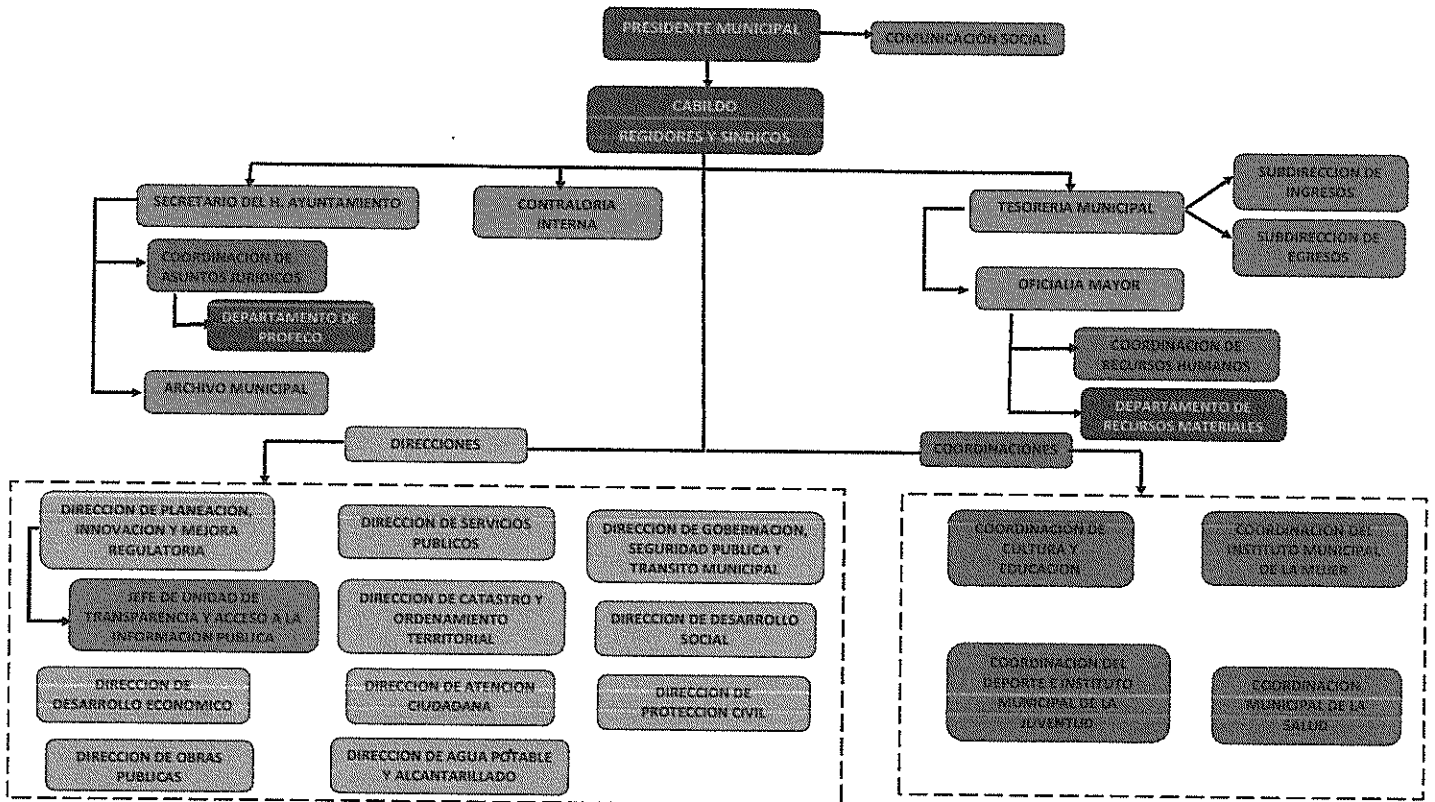 PRESIDENTE MUNICIPAL
COMUNICACIÓN SOCIAL
CABILDO
REGIDORES Y SINDICOS
SECRETARIO DEL H. AYUNTAMIENTO
CONTRALORIA
INTERNA
TESORERIA MUNICIPAL
SUBDIRECCION DE
INGRESOS
SUBDIRECCION DE
EGRESOS
COORDINACION DE
ASUNTOS JURIDICOS
DEPARTAMENTO DE
PROFECO
ARCHIVO MUNICIPAL
OFICIALIA MAYOR
COORDINACION DE
RECURSOS HUMANOS
DEPARTAMENTO DE
RECURSOS MATERIALES
DIRECIONES
COORDINACIONES
DIRECCION DE PLANEACION,
INNOVACION Y MEJORA
REGULATORIA
JEFE DE UNIDAD DE
TRANSPARENCIA Y ACCESO A LA
INFORMACION PUBLICA
DIRECCION DE
DESARROLLO ECONOMICO
DIRECCION DE OBRAS
PUBLICAS
DIRECCION DE SERVICIOS
PUBLICOS
DIRECCION DE CATASTRO Y
ORDENAMIENTO
TERRITORIAL
DIRECCION DE ATENCION
CIUDADANA
DIRECCION DE AGUA POTABLE
Y ALCANTARILLADO
DIRECCION DE GOBERNACION,
SEGURIDAD PUBLICA Y
TRANSITO MUNICIPAL
DIRECCION DE DESARROLLO
SOCIAL
DIRECCION DE
PROTECCION CIVIL
COORDINACION DE
CULTURA Y
EDUCACION
COORDINACION DEL
INSTITUTO MUNICIPAL
DE LA MUJER
COORDINACION DEL
DEPORTE E INSTITUTO
MUNICIPAL DE LA
JUVENTUD
COORDINACION
MUNICIPAL DE LA
SALUD